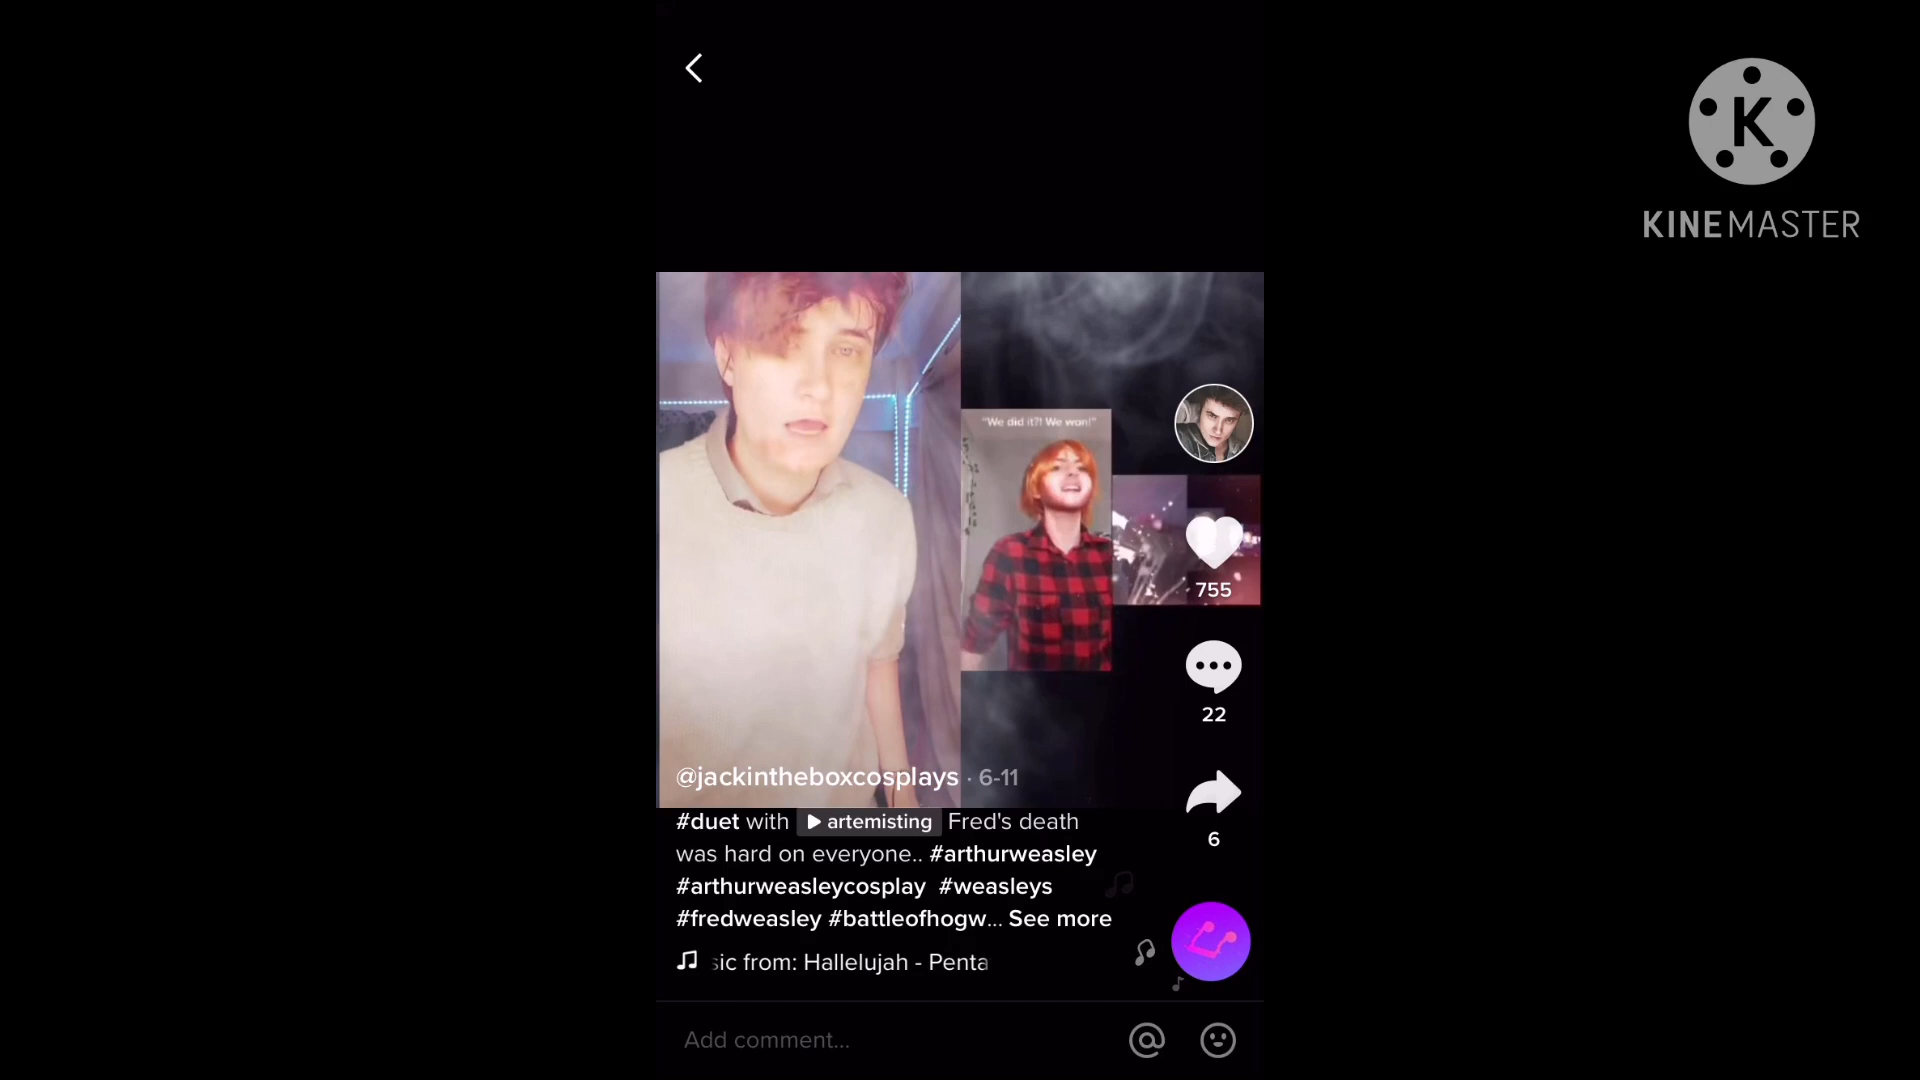 K
KINEMASTER
"We did it?! We won!"
755
22
6
@jackintheboxcosplays · 6-11
#duet with artemisting Fred's death
was hard on everyone.. #arthurweasley
#arthurweasleycosplay #weasleys
#fredweasley #battleofhogw... See more
sic from: Hallelujah - Penta
Add comment...